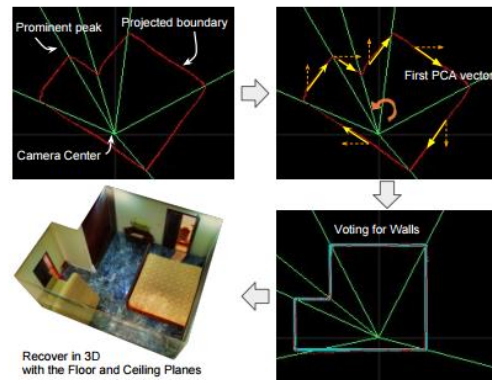 Prominent peak
Projected boundary
Camera Center
First PCA vector
Voting for Walls
Recover in 3D
with the Floor and Ceiling Planes